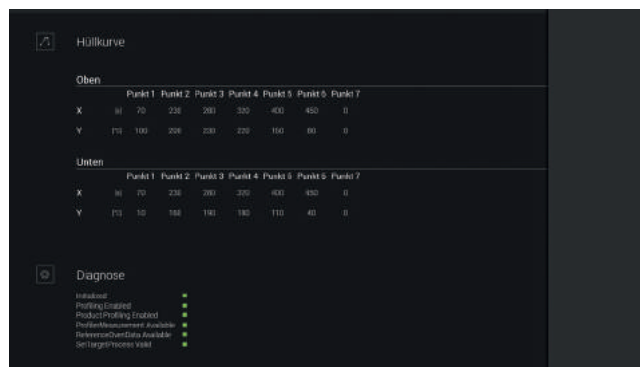 Hüllkurve
Oben
Punkt 1 Punkt 2 Punkt 3 Punkt 4 Punkt 5 Punkt 6 Punkt 7
X [s] 70 230 280 320 400 450 0
Y [°C] 100 200 230 220 150 80 0
Unten
Punkt 1 Punkt 2 Punkt 3 Punkt 4 Punkt 5 Punkt 6 Punkt 7
X [s] 70 230 280 320 400 450 0
Y [°C] 10 160 190 180 110 40 0
Diagnose
Initialized
Profiling Enabled
Product Profiling Enabled
ProfilerMeasurement Available
ReferenceOvenData Available
SetTargetProcess Valid